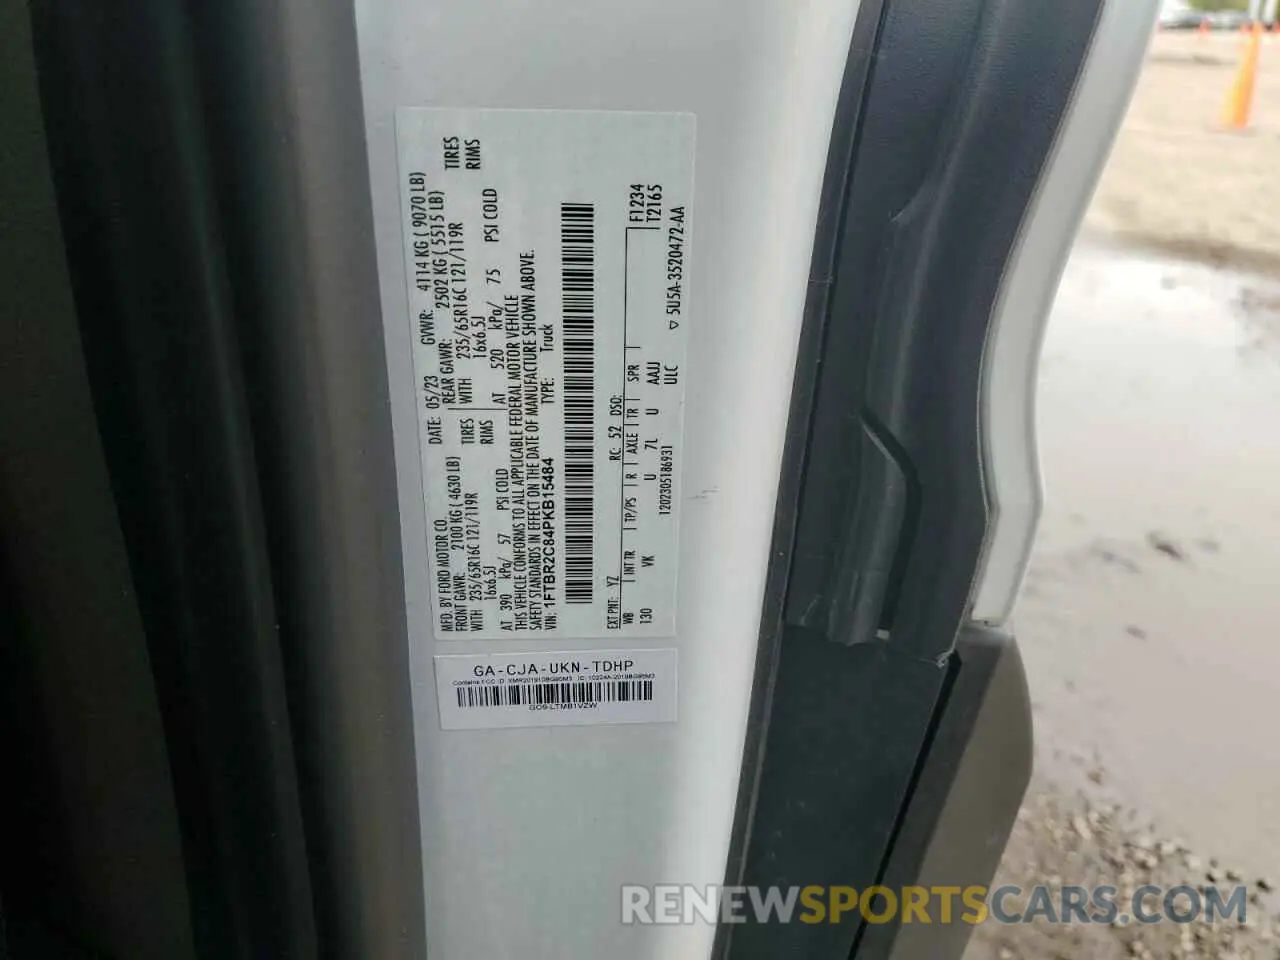 MFD. BY FORD MOTOR CO. DATE: 05/23 GVWR: 4114 KG ( 9070 LB)
FRONT GAWR: 2100 KG ( 4630 LB) REAR GAWR: 2502 KG ( 5515 LB)
WITH 235/65R16C 121/119R TIRES WITH 235/65R16C 121/119R TIRES
16x6.5J RIMS 16x6.5J RIMS
AT 390 kPa/ 57 PSI COLD AT 520 kPa/ 75 PSI COLD
THIS VEHICLE CONFORMS TO ALL APPLICABLE FEDERAL MOTOR VEHICLE
SAFETY STANDARDS IN EFFECT ON THE DATE OF MANUFACTURE SHOWN ABOVE.
VIN: 1FTBR2C84PKB15484 TYPE: Truck
EXT PNT: YZ RC: 52 DSO:
WB INT TR TP/PS R AXLE TR SPR F1234
130 VK U 7L U AAJJ T2165
1202305186931 ULC ▽ 5U5A-3520472-AA
GA-CJA-UKN-TDHP
GO9-LTMB1VZW
RENEWSPORTSCARS.COM